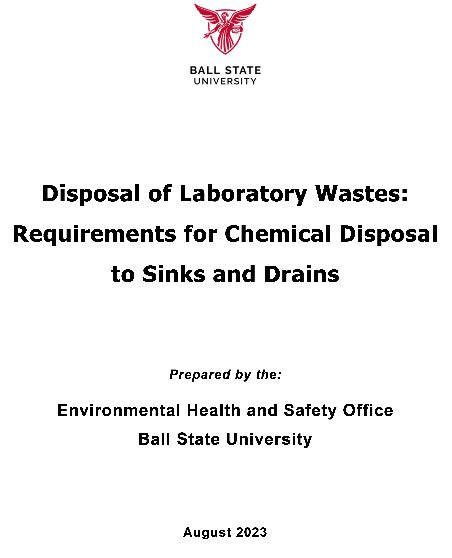 BALL STATE
UNIVERSITY
Disposal of Laboratory Wastes:
Requirements for Chemical Disposal
to Sinks and Drains
Prepared by the:
Environmental Health and Safety Office
Ball State University
August 2023